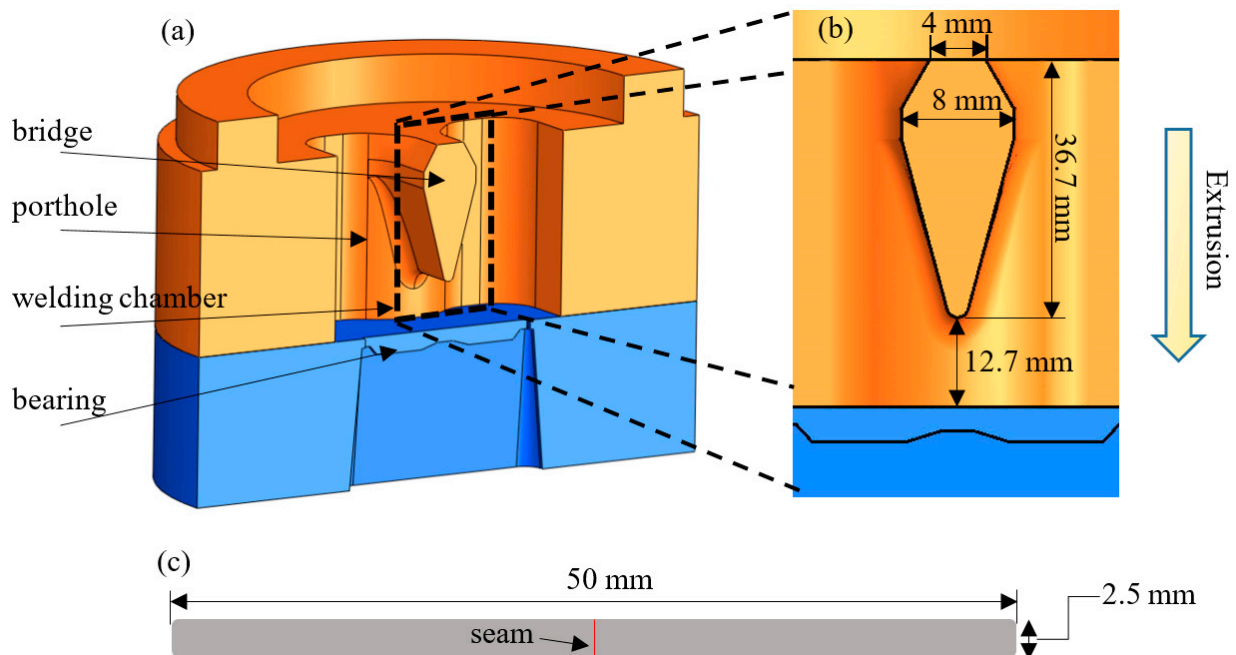 (a)
bridge
porthole
welding chamber
bearing
(b)
4 mm
8 mm
36.7 mm
12.7 mm
Extrusion
(c)
50 mm
2.5 mm
seam